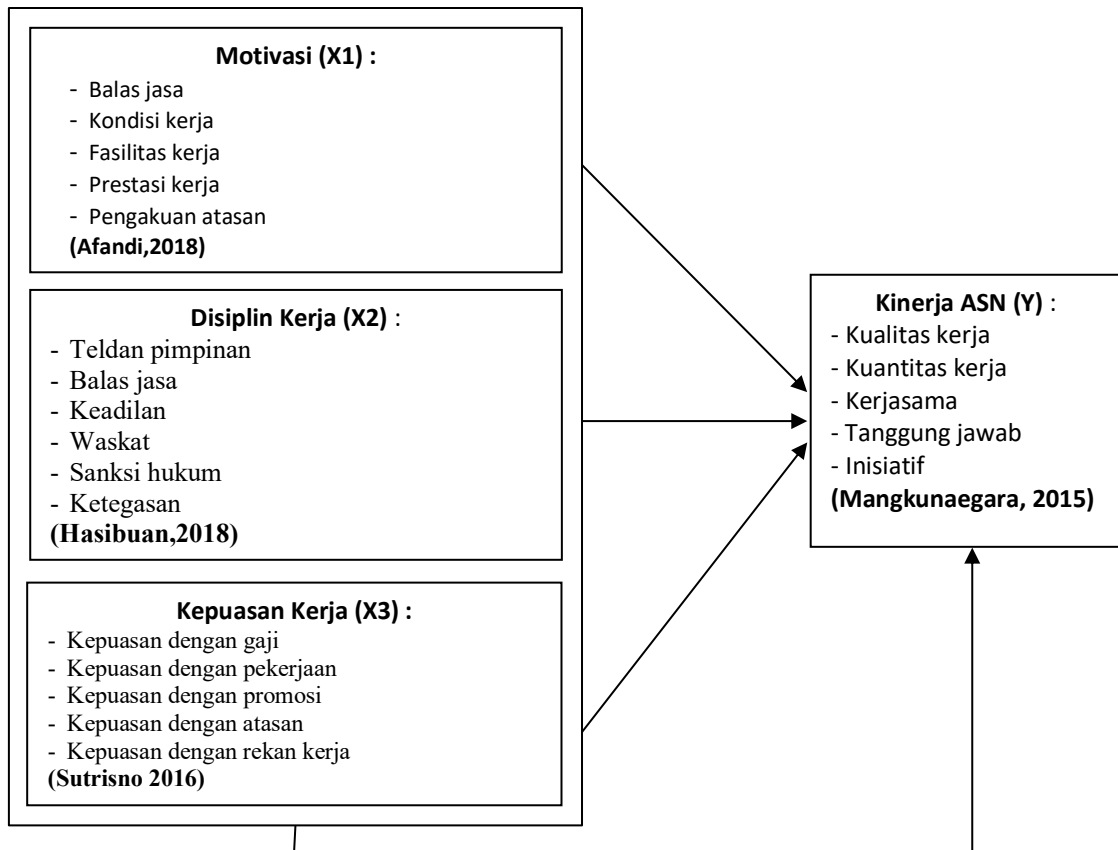 Motivasi (X1) :
- Balas jasa
- Kondisi kerja
- Fasilitas kerja
- Prestasi kerja
- Pengakuan atasan
(Afandi,2018)
Disiplin Kerja (X2) :
- Teldan pimpinan
- Balas jasa
- Keadilan
- Waskat
- Sanksi hukum
- Ketegasan
(Hasibuan,2018)
Kepuasan Kerja (X3) :
- Kepuasan dengan gaji
- Kepuasan dengan pekerjaan
- Kepuasan dengan promosi
- Kepuasan dengan atasan
- Kepuasan dengan rekan kerja
(Sutrisno 2016)
Kinerja ASN (Y) :
- Kualitas kerja
- Kuantitas kerja
- Kerjasama
- Tanggung jawab
- Inisiatif
(Mangkunaegara, 2015)